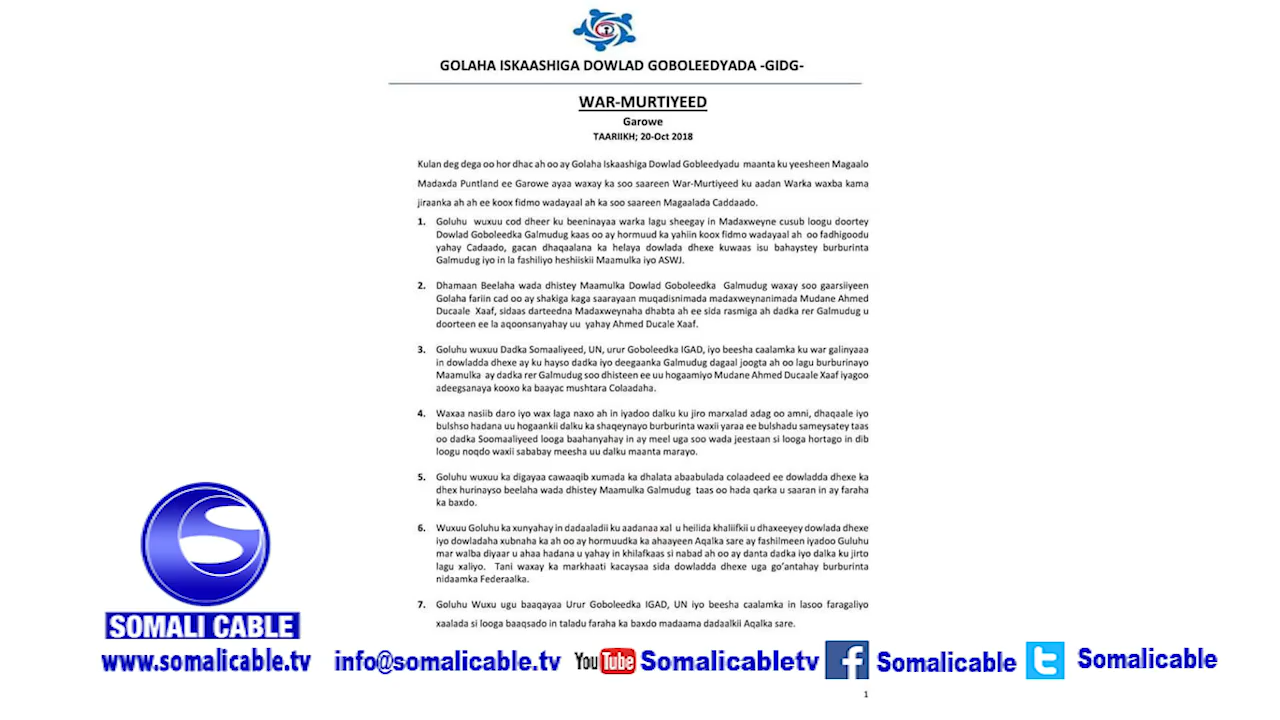 GOLAHA ISKAASHIGA DOWLAD GOBOLEEDYADA -GIDG-
WAR-MURTIYEED
Garowe
TAARIIKH; 20-Oct 2018
Kulan deg dega oo hor dhac ah oo ay Golaha Iskaashiga Dowlad Gobleedyadu maanta ku yeesheen Magaalo
Madaxda Puntland ee Garowe ayaa waxay ka soo saareen War-Murtiyeed ku aadan Warka waxba kama
jiraanka ah ah ee koox fidmo wadayaal ah ka soo saareen Magaalada Caddaado.
1. Goluhu wuxuu cod dheer ku beeninayaa warka lagu sheegay in Madaxweyne cusub loogu doortey
Dowlad Goboleedka Galmudug kaas oo ay hormuud ka yahiin koox fidmo wadayaal ah oo fadhigoodu
yahay Cadaado, gacan dhaqaalana ka helaya dowlada dhexe kuwaas isu bahaystey burburinta
Galmudug iyo in la fashiliyo heshiiskii Maamulka iyo ASWJ.
2. Dhamaan Beelaha wada dhistey Maamulka Dowlad Goboleedka Galmudug waxay soo gaarsiiyeen
Golaha fariin cad oo ay shakiga kaga saarayaan muqadisnimada madaxweynanimada Mudane Ahmed
Ducaale Xaaf, sidaas darteedna Madaxweynaha dhabta ah ee sida rasmiga ah dadka rer Galmudug u
doorteen ee la aqoonsanyahay uu yahay Ahmed Ducale Xaaf.
3. Goluhu wuxuu Dadka Somaaliyeed, UN, urur Goboleedka IGAD, iyo beesha caalamka ku war galinyaaa
in dowladda dhexe ay ku hayso dadka iyo deegaanka Galmudug dagaal joogta ah oo lagu burburinayo
Maamulka ay dadka rer Galmudug soo dhisteen ee uu hogaamiyo Mudane Ahmed Ducaale Xaaf iyagoo
adeegsanaya kooxo ka baayac mushtara Colaadaha.
4. Waxaa nasiib daro iyo wax laga naxo ah in iyadoo dalku ku jiro marxalad adag oo amni, dhaqaale iyo
bulshso hadana uu hogaankii dalku ka shaqeynayo burburinta waxii yaraa ee bulshadu sameysatey taas
oo dadka Soomaaliyeed looga baahanyahay in ay meel uga soo wada jeestaan si looga hortago in dib
loogu noqdo waxii sababay meesha uu dalku maanta marayo.
5. Goluhu wuxuu ka digayaa cawaaqib xumada ka dhalata abaabulada colaadeed ee dowladda dhexe ka
dhex hurinayso beelaha wada dhistey Maamulka Galmudug taas oo hada qarka u saaran in ay faraha
ka baxdo.
6. Wuxuu Goluhu ka xunyahay in dadaaladii ku aadanaa xal u heilida khaliifkii u dhaxeeyey dowlada dhexe
iyo dowladaha xubnaha ka ah oo ay hormuudka ka ahaayeen Aqalka sare ay fashilmeen iyadoo Guluhu
mar walba diyaar u ahaa hadana u yahay in khilafkaas si nabad ah oo ay danta dadka iyo dalka ku jirto
lagu xaliyo. Tani waxay ka markhaati kacaysaa sida dowladda dhexe uga go’antahay burburinta
nidaamka Federaalka.
7. Goluhu Wuxu ugu baaqayaa Urur Goboleedka IGAD, UN iyo beesha caalamka in lasoo faragaliyo
xaalada si looga baaqsado in taladu faraha ka baxdo madaama dadaalkii Aqalka sare.
SOMALI CABLE
www.somalicable.tv info@somalicable.tv YouTube Somalicabletv f Somalicable Somalicable
1